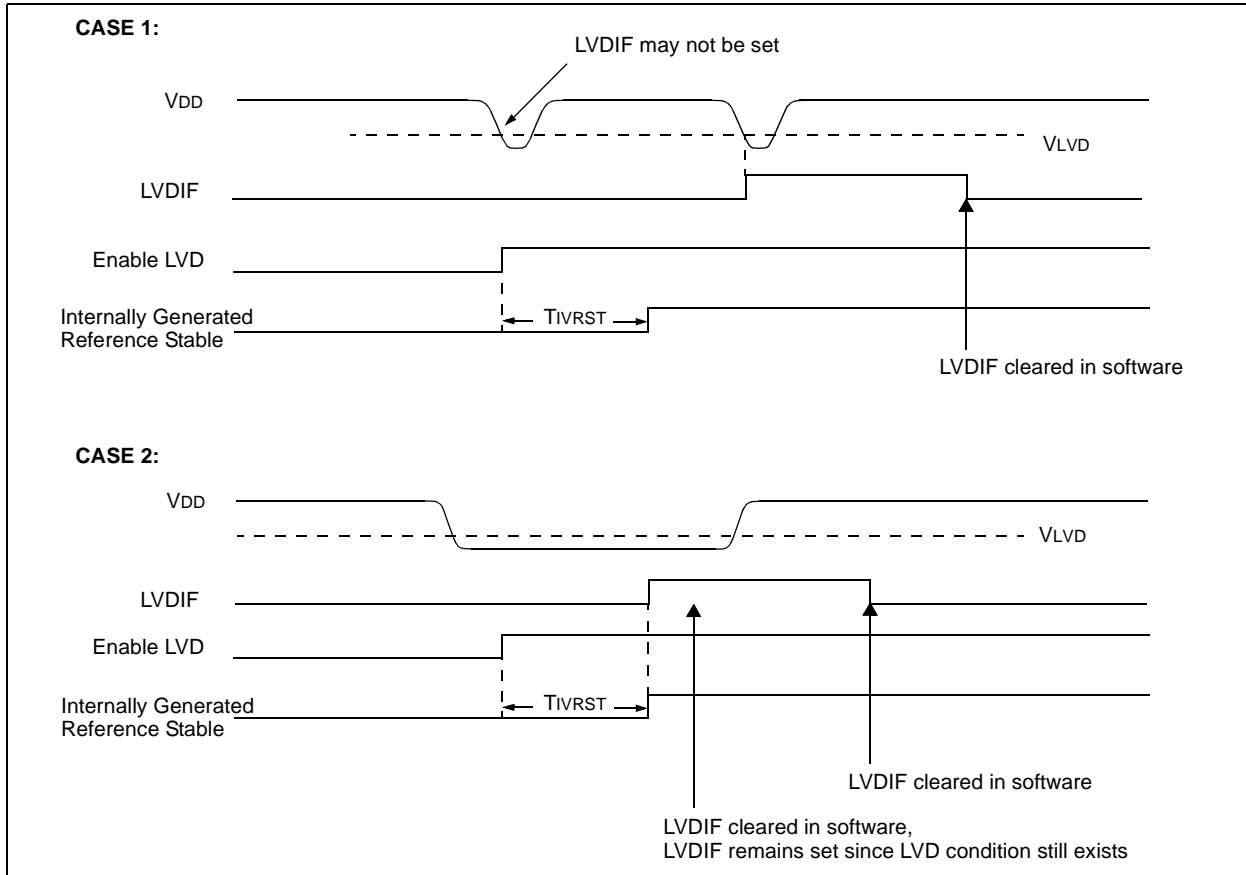 CASE 1:
LVDIF may not be set
VDD
VLVD
LVDIF
Enable LVD
TIVRST
Internally Generated
Reference Stable
LVDIF cleared in software
CASE 2:
VDD
VLVD
LVDIF
Enable LVD
TIVRST
Internally Generated
Reference Stable
LVDIF cleared in software
LVDIF cleared in software,
LVDIF remains set since LVD condition still exists